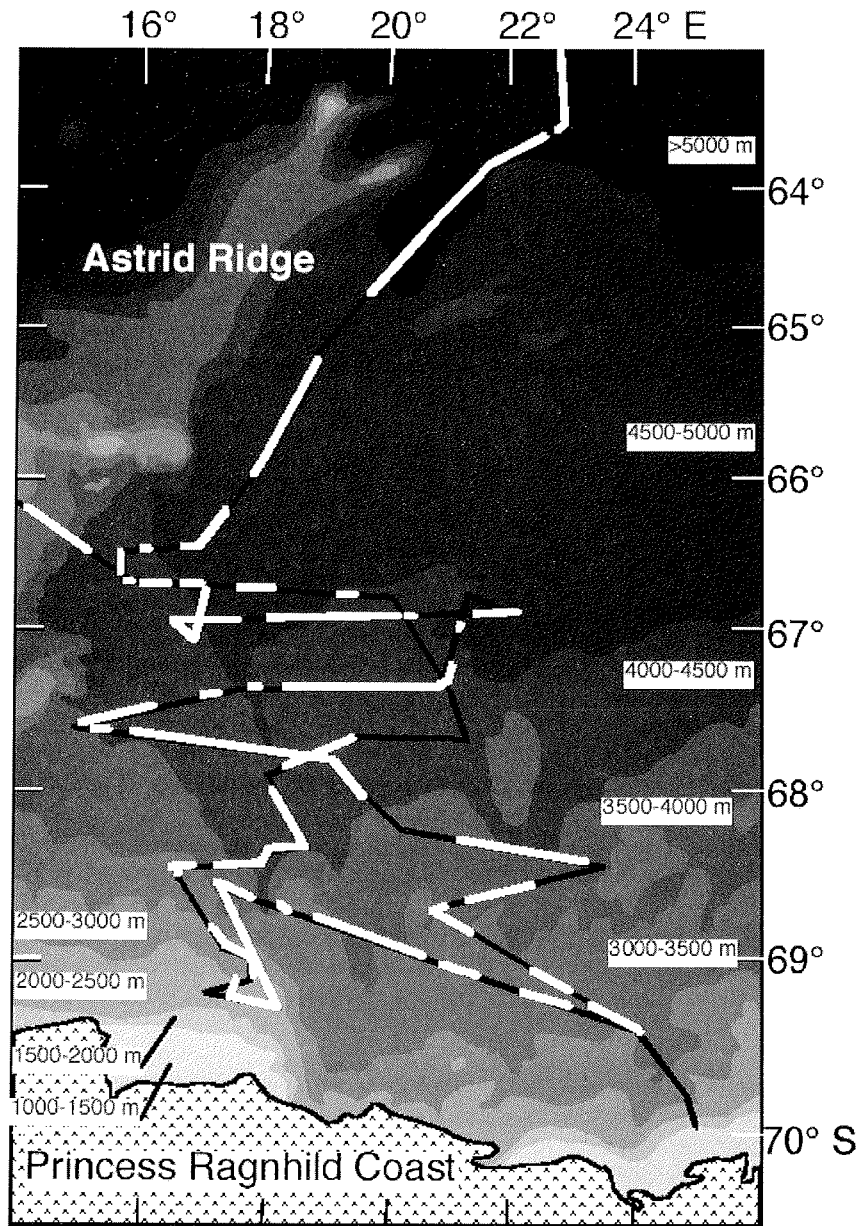 16° 18° 20° 22° 24° E
>5000 m
64°
Astrid Ridge
65°
4500-5000 m
66°
67°
4000-4500 m
68°
3500-4000 m
2500-3000 m
3000-3500 m
69°
2000-2500 m
1500-2000 m
1000-1500 m
70° S
Princess Ragnhild Coast